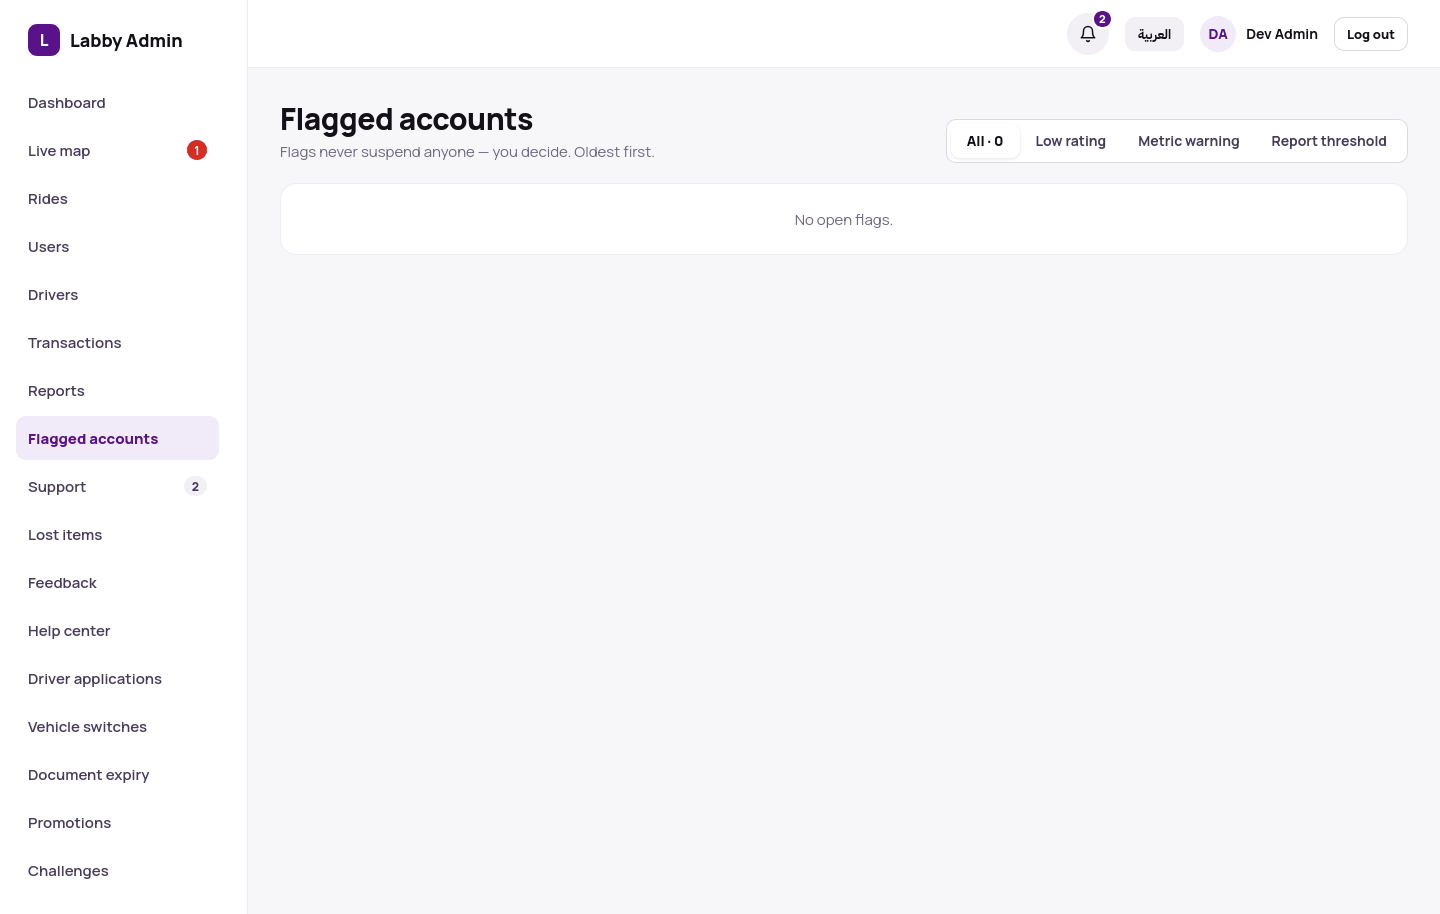 L
Labby Admin
2
العربية
DA
Dev Admin
Log out
Dashboard
Live map
1
Rides
Users
Drivers
Transactions
Reports
Flagged accounts
Support
2
Lost items
Feedback
Help center
Driver applications
Vehicle switches
Document expiry
Promotions
Challenges
Flagged accounts
Flags never suspend anyone — you decide. Oldest first.
All · 0
Low rating
Metric warning
Report threshold
No open flags.